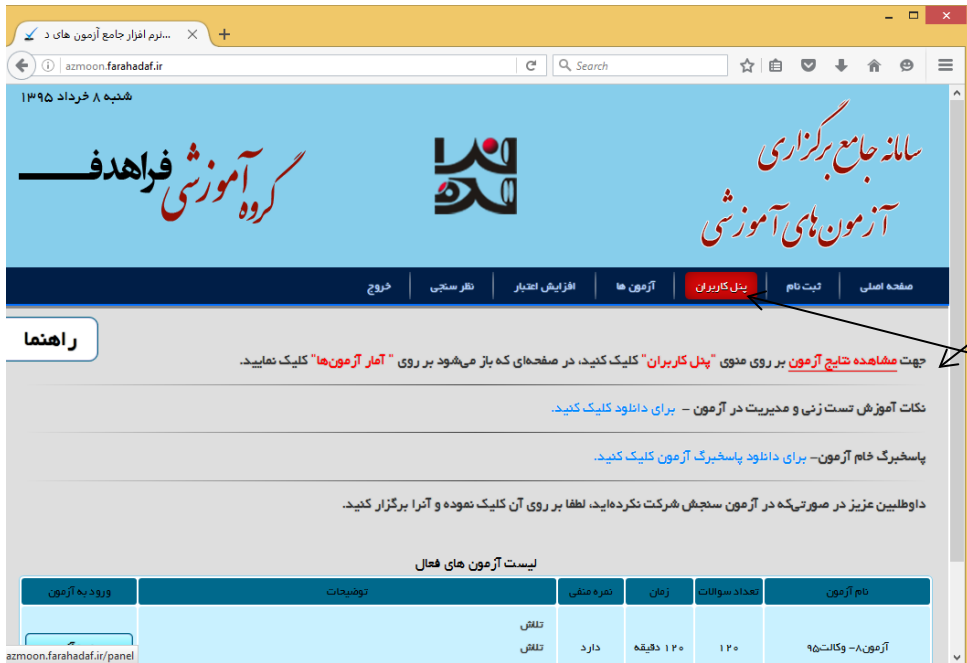 نرم افزار جامع آزمون های د...
azmoon.farahadaf.ir
Search
شنبه ۸ خرداد ۱۳۹۵
سامانه جامع برگزاری
آزمون های آموزشی
گروه آموزشی فراهدف
صفحه اصلی
ثبت نام
پنل کاربران
آزمون ها
افزایش اعتبار
نظر سنجی
خروج
راهنما
جهت مشاهده نتایج آزمون بر روی منوی "پنل کاربران" کلیک کنید، در صفحه‌ای که باز می‌شود بر روی " آمار آزمون‌ها" کلیک نمایید.
نکات آموزش تست زنی و مدیریت در آزمون – برای دانلود کلیک کنید.
پاسخبرگ خام آزمون– برای دانلود پاسخبرگ آزمون کلیک کنید.
داوطلبین عزیز در صورتی‌که در آزمون سنجش شرکت نکرده‌اید، لطفا بر روی آن کلیک نموده و آنرا برگزار کنید.
لیست آزمون های فعال
نام آزمون
تعداد سوالات
زمان
نمره منفی
توضیحات
ورود به آزمون
آزمون۸– وکالت۹۵
۱۲۰
۱۲۰ دقیقه
دارد
تلاش
تلاش
azmoon.farahadaf.ir/panel